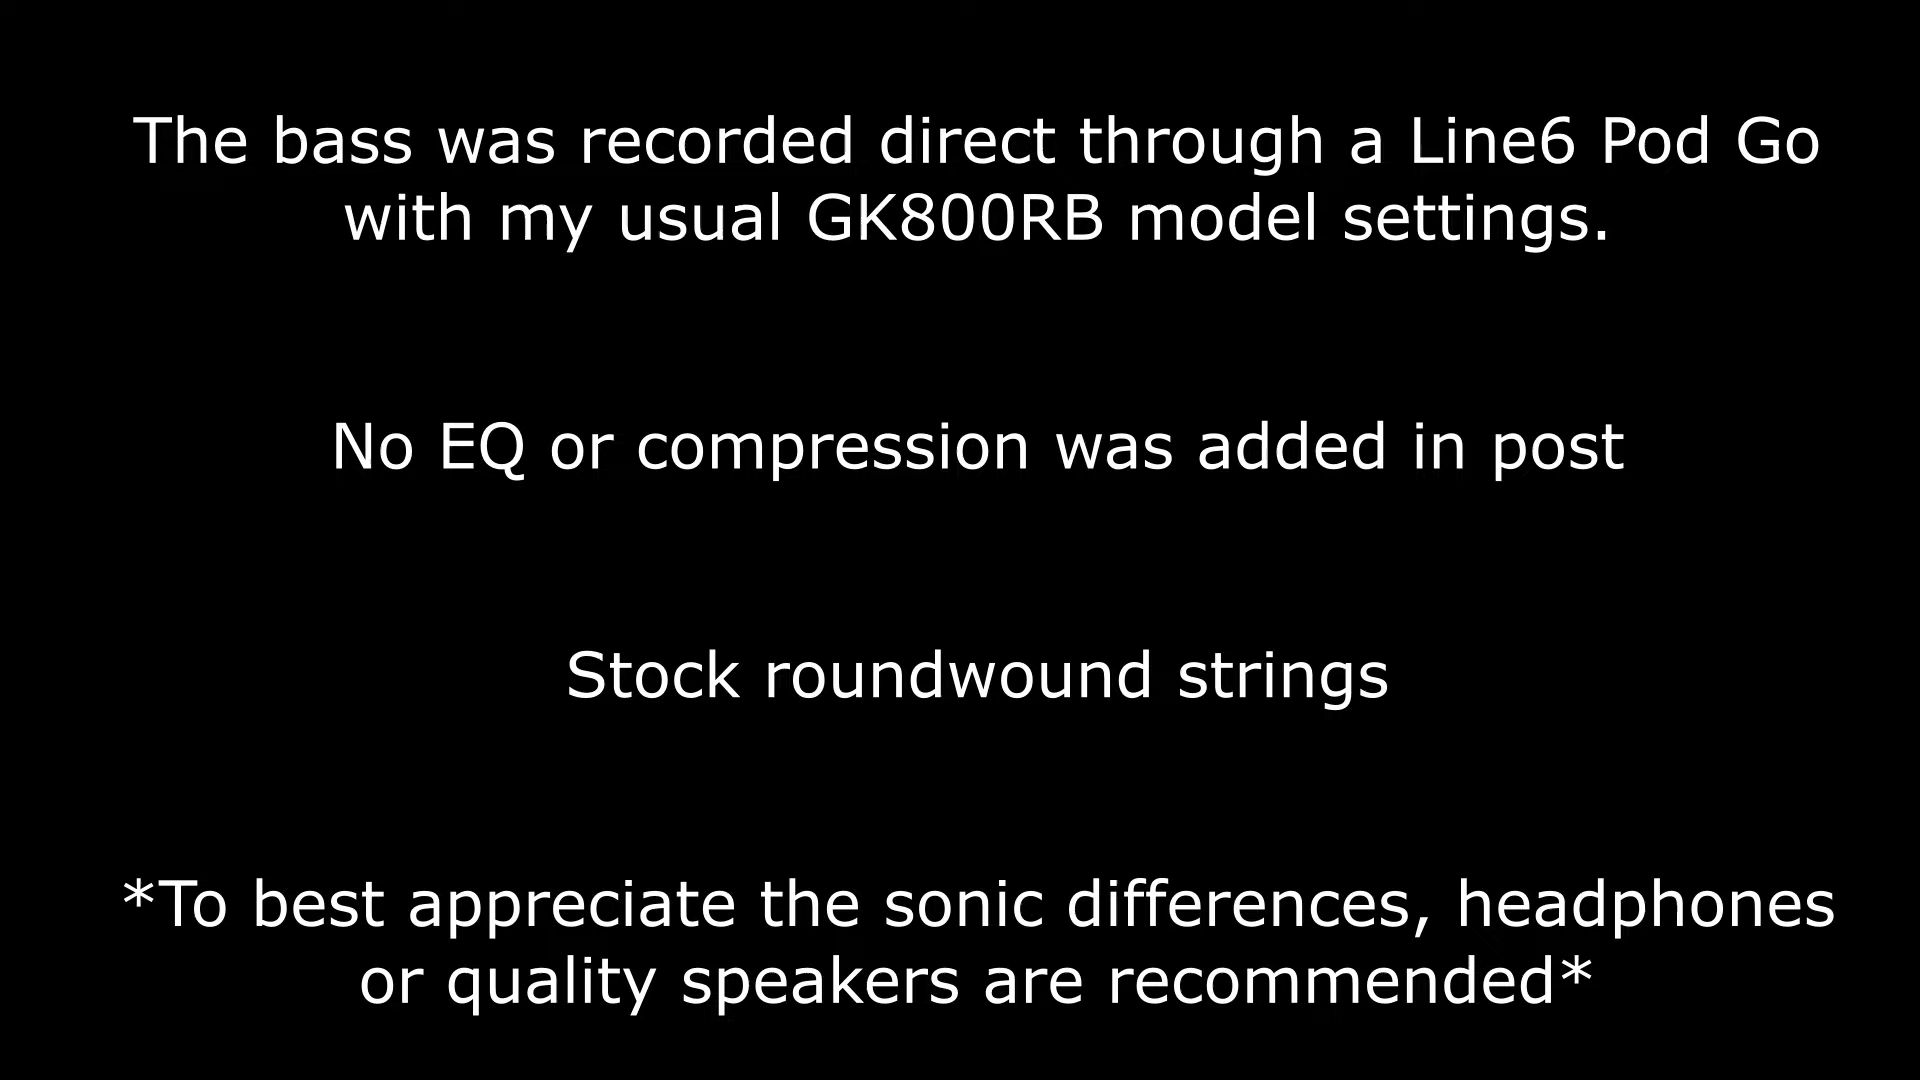 The bass was recorded direct through a Line6 Pod Go
with my usual GK800RB model settings.
No EQ or compression was added in post
Stock roundwound strings
*To best appreciate the sonic differences, headphones
or quality speakers are recommended*